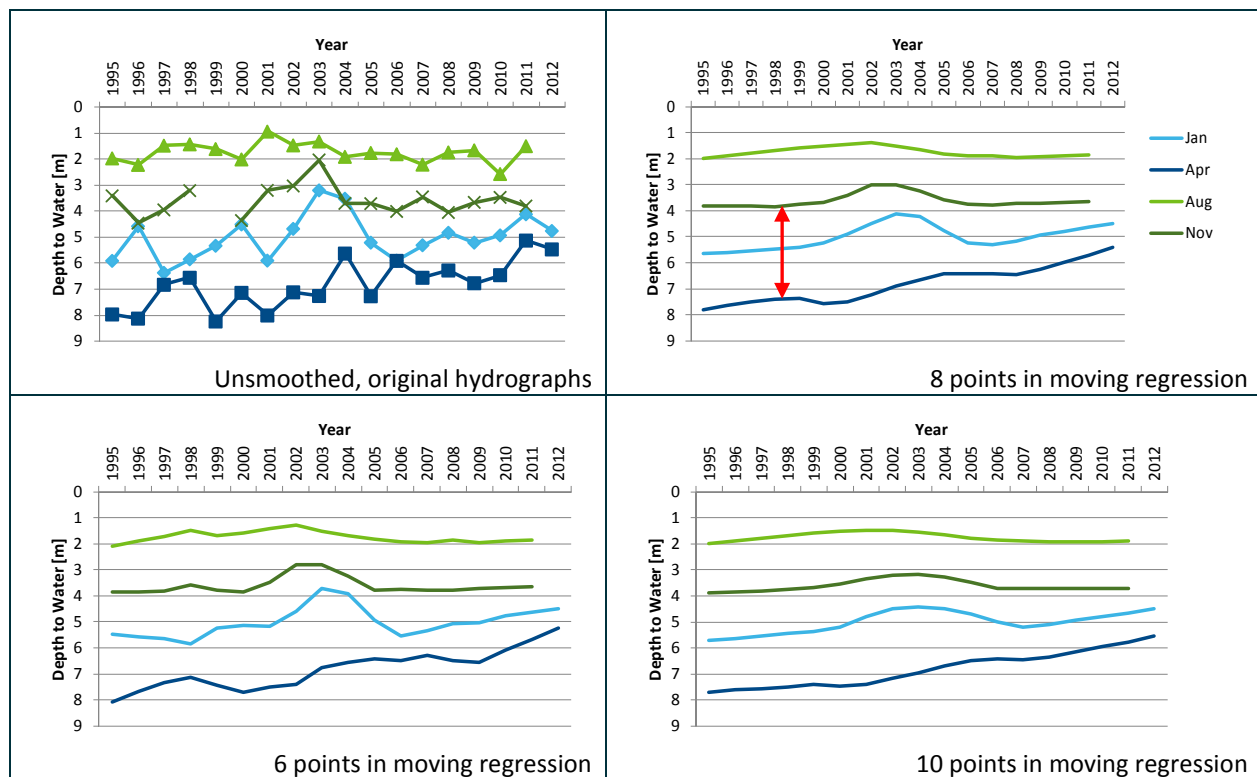 Year
1995 1996 1997 1998 1999 2000 2001 2002 2003 2004 2005 2006 2007 2008 2009 2010 2011 2012
Depth to Water [m]
0
1
2
3
4
5
6
7
8
9
Unsmoothed, original hydrographs
Year
1995 1996 1997 1998 1999 2000 2001 2002 2003 2004 2005 2006 2007 2008 2009 2010 2011 2012
Depth to Water [m]
0
1
2
3
4
5
6
7
8
9
Jan
Apr
Aug
Nov
8 points in moving regression
Year
1995 1996 1997 1998 1999 2000 2001 2002 2003 2004 2005 2006 2007 2008 2009 2010 2011 2012
Depth to Water [m]
0
1
2
3
4
5
6
7
8
9
6 points in moving regression
Year
1995 1996 1997 1998 1999 2000 2001 2002 2003 2004 2005 2006 2007 2008 2009 2010 2011 2012
Depth to Water [m]
0
1
2
3
4
5
6
7
8
9
10 points in moving regression